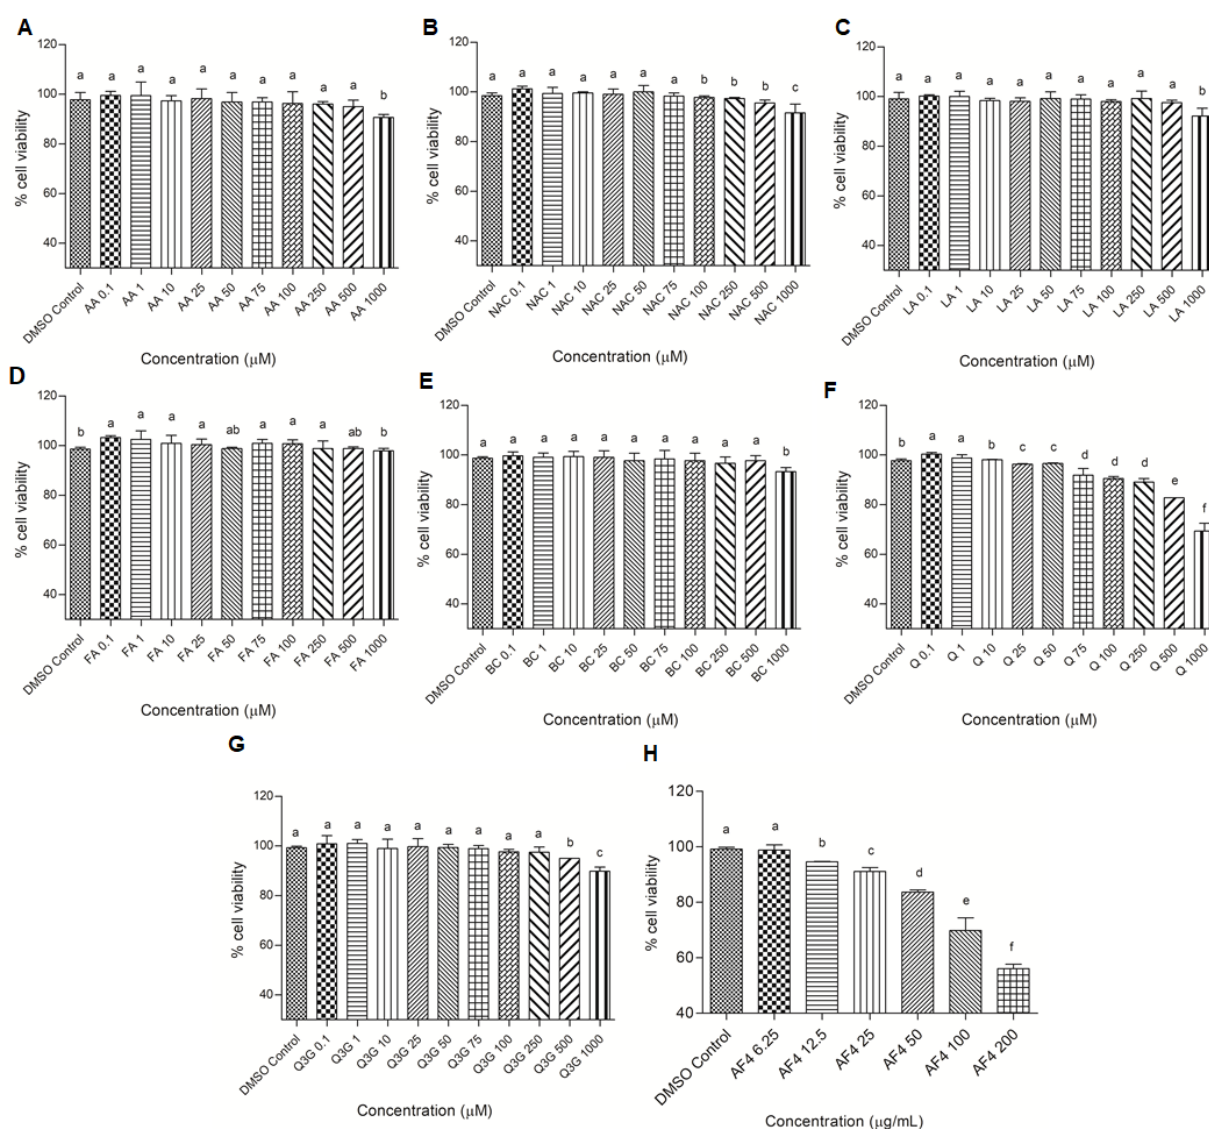 A
120
100
80
60
40
% cell viability
a a a a a a a a a a b
DMSO Control
AA 0.1
AA 1
AA 10
AA 25
AA 50
AA 75
AA 100
AA 250
AA 500
AA 1000
Concentration (μM)
B
120
100
80
60
40
% cell viability
a a a a a a a b b b c
DMSO Control
NAC 0.1
NAC 1
NAC 10
NAC 25
NAC 50
NAC 75
NAC 100
NAC 250
NAC 500
NAC 1000
Concentration (μM)
C
120
100
80
60
40
% cell viability
a a a a a a a a a a b
DMSO Control
LA 0.1
LA 1
LA 10
LA 25
LA 50
LA 75
LA 100
LA 250
LA 500
LA 1000
Concentration (μM)
D
120
100
80
60
40
% cell viability
b a a a a ab a a a ab b
DMSO Control
FA 0.1
FA 1
FA 10
FA 25
FA 50
FA 75
FA 100
FA 250
FA 500
FA 1000
Concentration (μM)
E
120
100
80
60
40
% cell viability
a a a a a a a a a a b
DMSO Control
BC 0.1
BC 1
BC 10
BC 25
BC 50
BC 75
BC 100
BC 250
BC 500
BC 1000
Concentration (μM)
F
120
100
80
60
40
% cell viability
b a a b c c d d d e f
DMSO Control
Q 0.1
Q 1
Q 10
Q 25
Q 50
Q 75
Q 100
Q 250
Q 500
Q 1000
Concentration (μM)
G
120
100
80
60
40
% cell viability
a a a a a a a a a b c
DMSO Control
Q3G 0.1
Q3G 1
Q3G 10
Q3G 25
Q3G 50
Q3G 75
Q3G 100
Q3G 250
Q3G 500
Q3G 1000
Concentration (μM)
H
120
100
80
60
40
% cell viability
a a b c d e f
DMSO Control
AF4 6.25
AF4 12.5
AF4 25
AF4 50
AF4 100
AF4 200
Concentration (μg/mL)